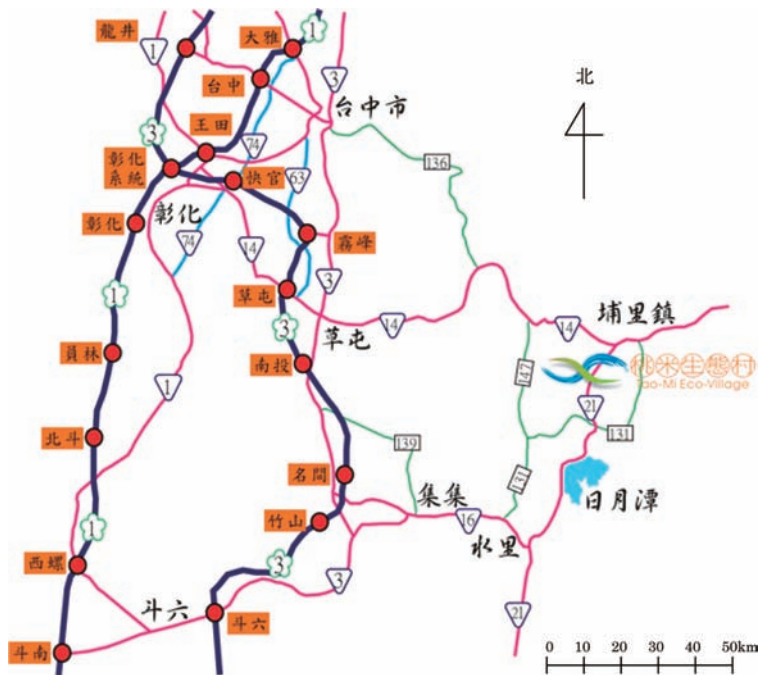 龍井
1
大雅
1
台中
3
台中市
北
3
王田
74
136
彰化
系統
快官
63
彰化
彰化
74
14
霧峰
3
草屯
1
3
草屯
14
14
埔里鎮
南投
147
桃米生態村
Tao-Mi Eco-Village
員林
1
21
131
北斗
139
名間
131
集集
日月潭
16
竹山
水里
1
西螺
3
3
斗六
斗六
21
斗南
0 10 20 30 40 50km